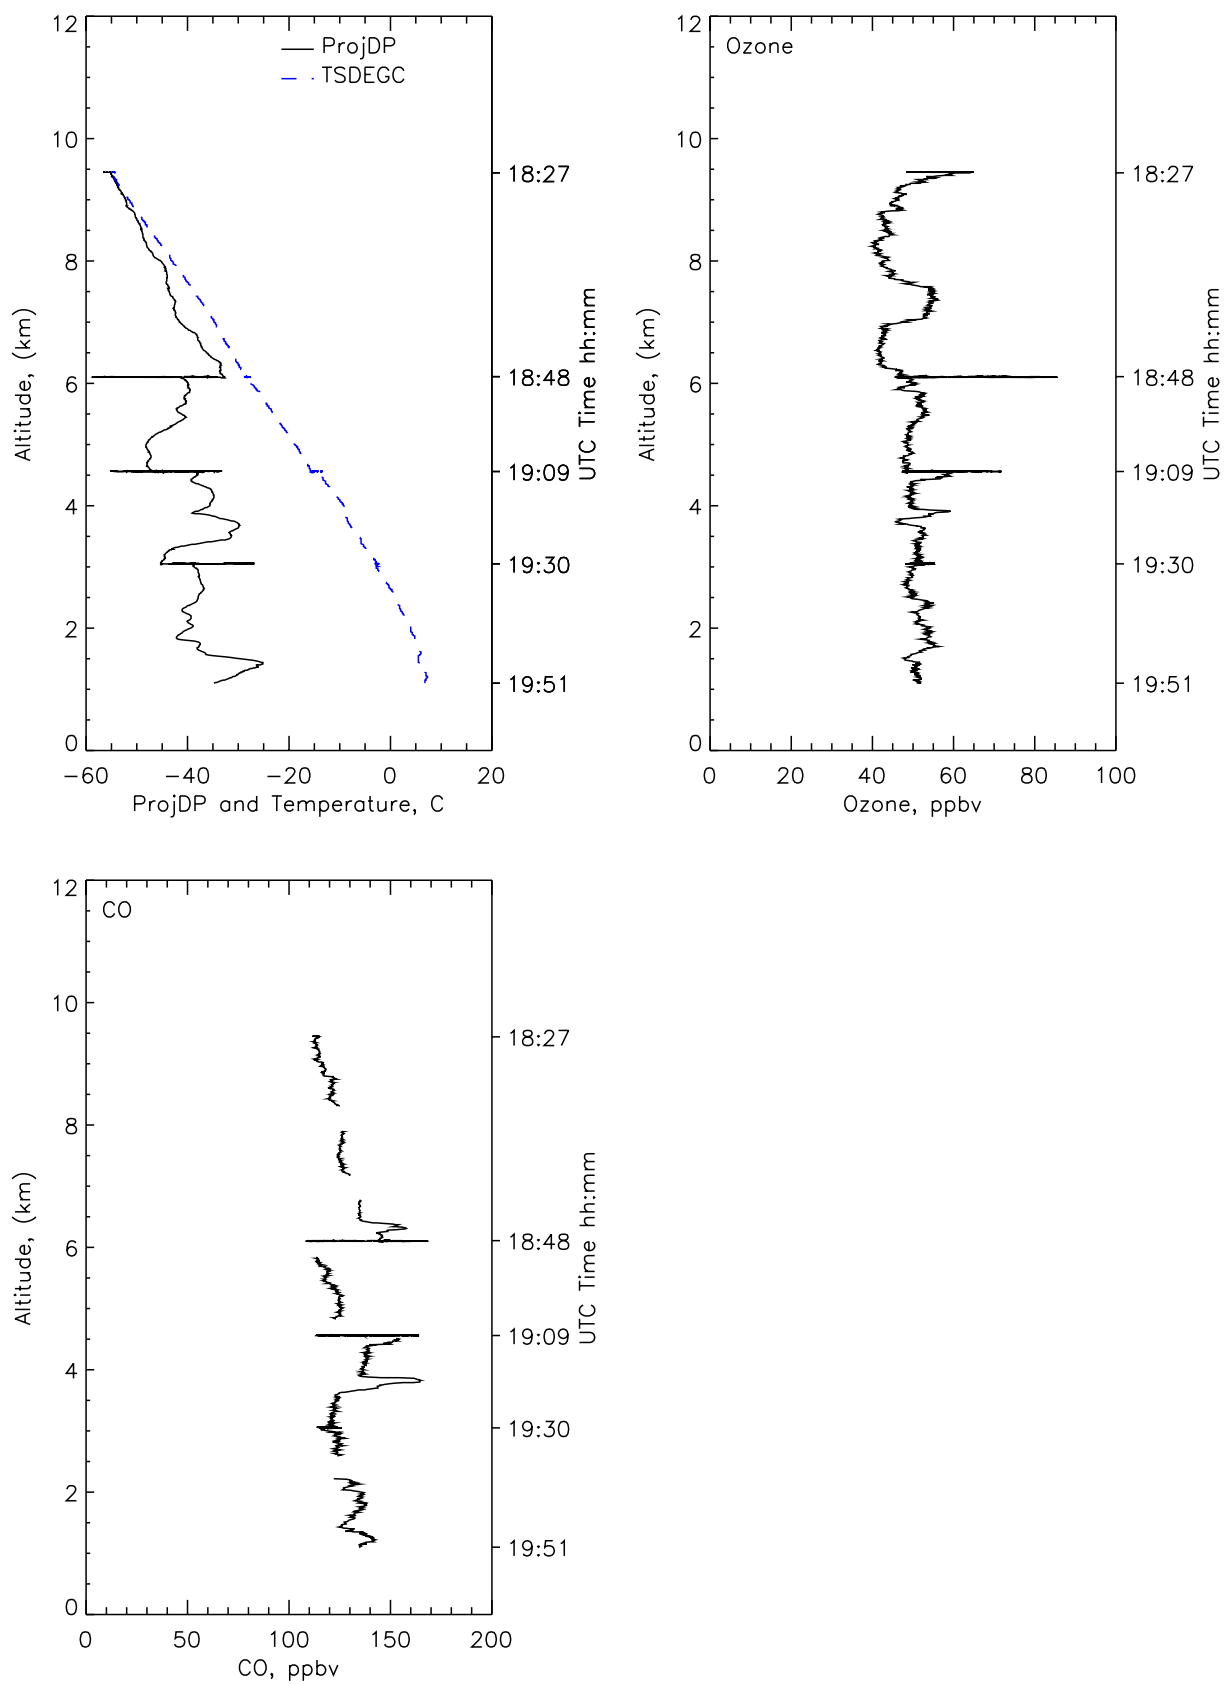 12
10
8
6
4
2
0
Altitude, (km)
ProjDP
TSDEGC
18:27
18:48
19:09
19:30
19:51
UTC Time hh:mm
−60 −40 −20 0 20
ProjDP and Temperature, C
12
10
8
6
4
2
0
Altitude, (km)
Ozone
18:27
18:48
19:09
19:30
19:51
UTC Time hh:mm
0 20 40 60 80 100
Ozone, ppbv
12
10
8
6
4
2
0
Altitude, (km)
CO
18:27
18:48
19:09
19:30
19:51
UTC Time hh:mm
0 50 100 150 200
CO, ppbv